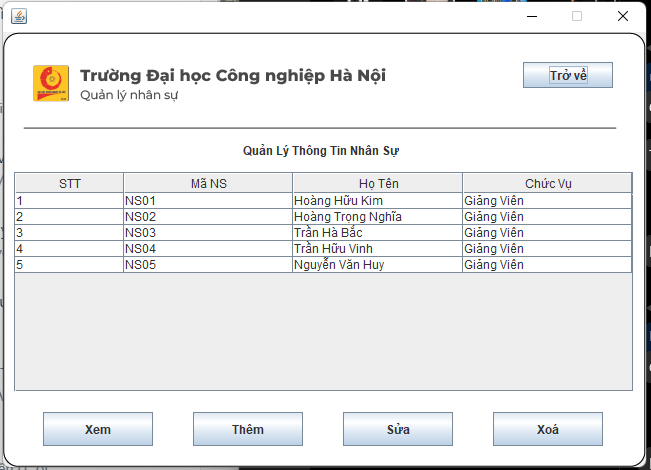 Trường Đại học Công nghiệp Hà Nội
Quản lý nhân sự
Trở về
Quản Lý Thông Tin Nhân Sự
STT Mã NS Họ Tên Chức Vụ
1 NS01 Hoàng Hữu Kim Giảng Viên
2 NS02 Hoàng Trọng Nghĩa Giảng Viên
3 NS03 Trần Hà Bắc Giảng Viên
4 NS04 Trần Hữu Vinh Giảng Viên
5 NS05 Nguyễn Văn Huy Giảng Viên
Xem Thêm Sửa Xoá